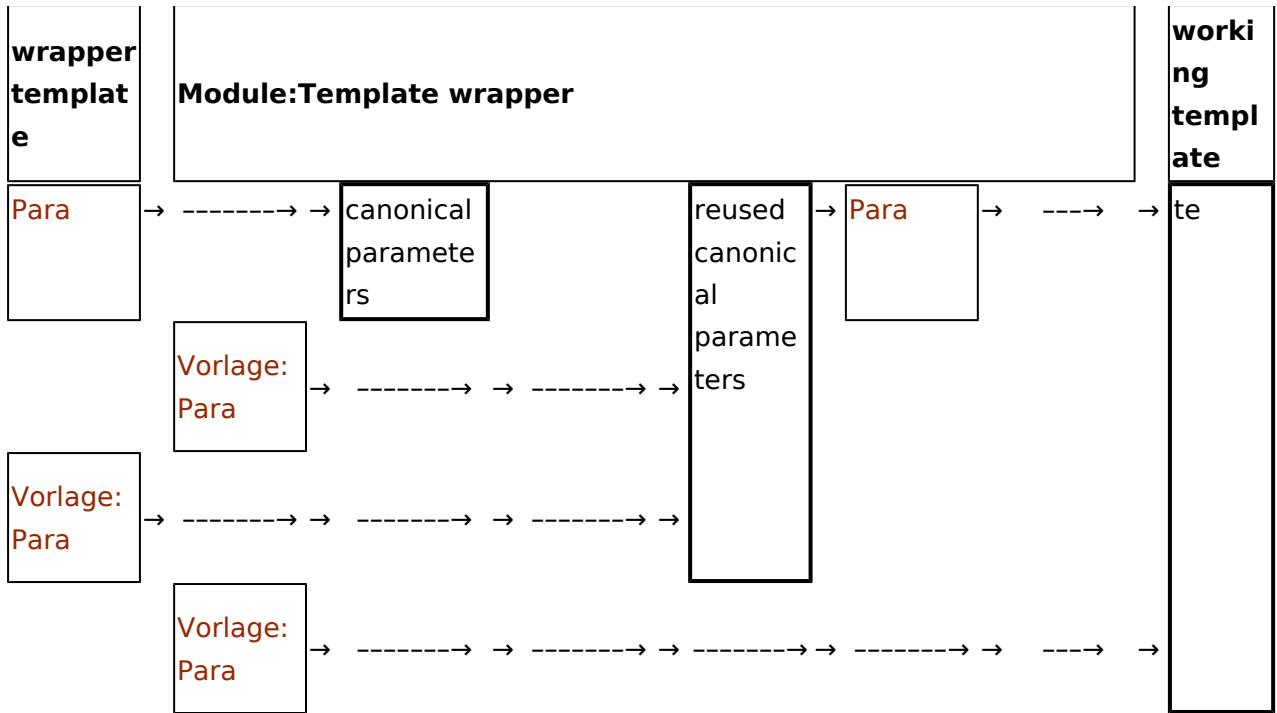 wrapper
templat
e
Module:Template wrapper
worki
ng
templ
ate
Para → -------→ → canonical
paramete
rs
reused
canonic
al
parame
ters
→ Para → ---→ → te
Vorlage:
Para
→ -------→ → -------→ →
Vorlage:
Para
→ -------→ → -------→ → -------→ →
Vorlage:
Para
→ -------→ → -------→ → -------→ → -------→ → ---→ →